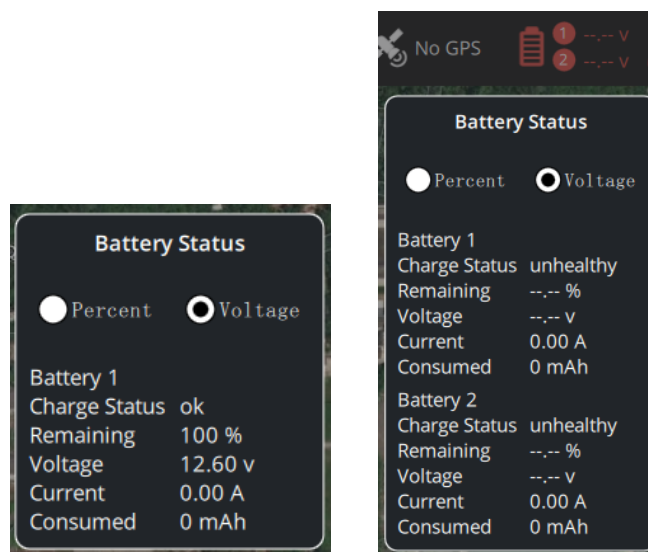 Battery Status
Percent Voltage
Battery 1
Charge Status ok
Remaining 100 %
Voltage 12.60 v
Current 0.00 A
Consumed 0 mAh
No GPS
1 --.-- v
2 --.-- v
Battery Status
Percent Voltage
Battery 1
Charge Status unhealthy
Remaining --.-- %
Voltage --.-- v
Current 0.00 A
Consumed 0 mAh
Battery 2
Charge Status unhealthy
Remaining --.-- %
Voltage --.-- v
Current 0.00 A
Consumed 0 mAh